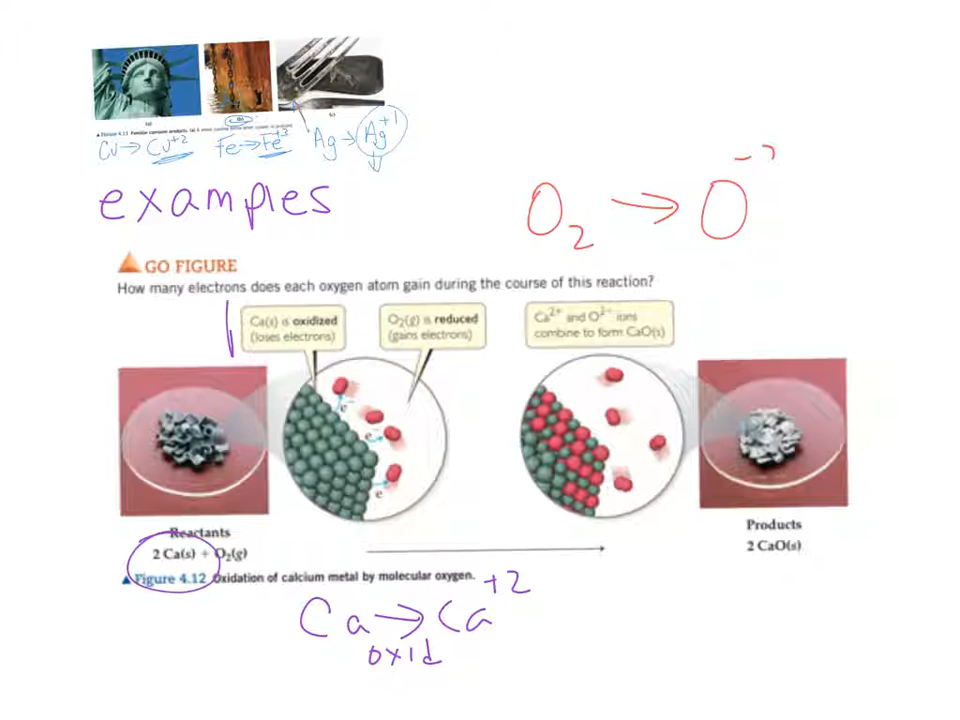 (a)
(b)
(c)
Cu → Cu+2 Fe → Fe+3 Ag → Ag+1
examples
O2 → O
GO FIGURE
How many electrons does each oxygen atom gain during the course of this reaction?
Ca(s) is oxidized
(loses electrons)
O2(g) is reduced
(gains electrons)
Ca2+ and O2− ions
combine to form CaO(s)
e−
e−
e−
Reactants
2 Ca(s) + O2(g)
Products
2 CaO(s)
▲ Figure 4.12 Oxidation of calcium metal by molecular oxygen.
Ca → Ca+2
oxid